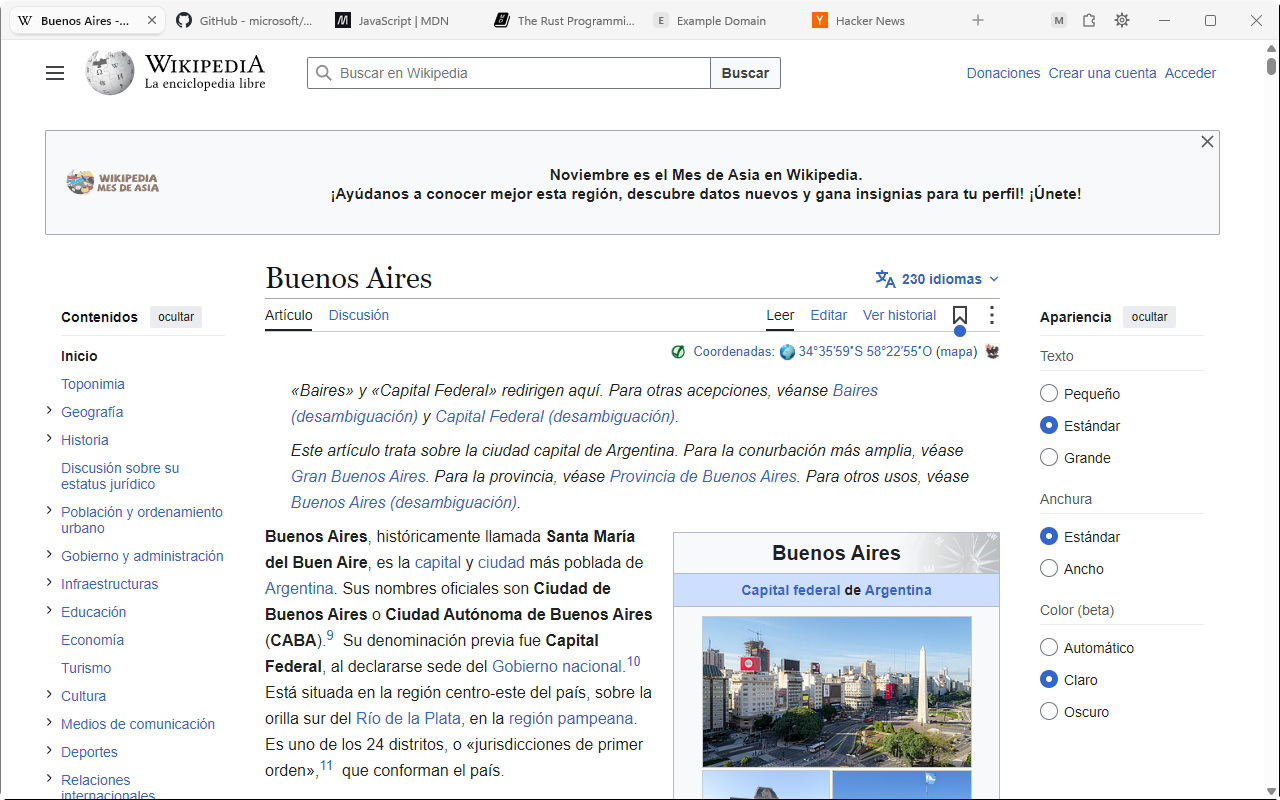 Buenos Aires -...
GitHub - microsoft/...
JavaScript | MDN
The Rust Programmi...
E Example Domain
Hacker News
M
WIKIPEDIA
La enciclopedia libre
Buscar en Wikipedia
Buscar
Donaciones Crear una cuenta Acceder
WIKIPEDIA
MES DE ASIA
Noviembre es el Mes de Asia en Wikipedia.
¡Ayúdanos a conocer mejor esta región, descubre datos nuevos y gana insignias para tu perfil! ¡Únete!
Buenos Aires
230 idiomas
Artículo Discusión
Leer Editar Ver historial
Coordenadas: 34°35′59″S 58°22′55″O (mapa)
Contenidos ocultar
Inicio
Toponimia
Geografía
Historia
Discusión sobre su
estatus jurídico
Población y ordenamiento
urbano
Gobierno y administración
Infraestructuras
Educación
Economía
Turismo
Cultura
Medios de comunicación
Deportes
Relaciones
internacionales
«Baires» y «Capital Federal» redirigen aquí. Para otras acepciones, véanse Baires
(desambiguación) y Capital Federal (desambiguación).
Este artículo trata sobre la ciudad capital de Argentina. Para la conurbación más amplia, véase
Gran Buenos Aires. Para la provincia, véase Provincia de Buenos Aires. Para otros usos, véase
Buenos Aires (desambiguación).
Buenos Aires, históricamente llamada Santa María
del Buen Aire, es la capital y ciudad más poblada de
Argentina. Sus nombres oficiales son Ciudad de
Buenos Aires o Ciudad Autónoma de Buenos Aires
(CABA).9 Su denominación previa fue Capital
Federal, al declararse sede del Gobierno nacional.10
Está situada en la región centro-este del país, sobre la
orilla sur del Río de la Plata, en la región pampeana.
Es uno de los 24 distritos, o «jurisdicciones de primer
orden»,11 que conforman el país.
Buenos Aires
Capital federal de Argentina
Apariencia ocultar
Texto
Pequeño
Estándar
Grande
Anchura
Estándar
Ancho
Color (beta)
Automático
Claro
Oscuro